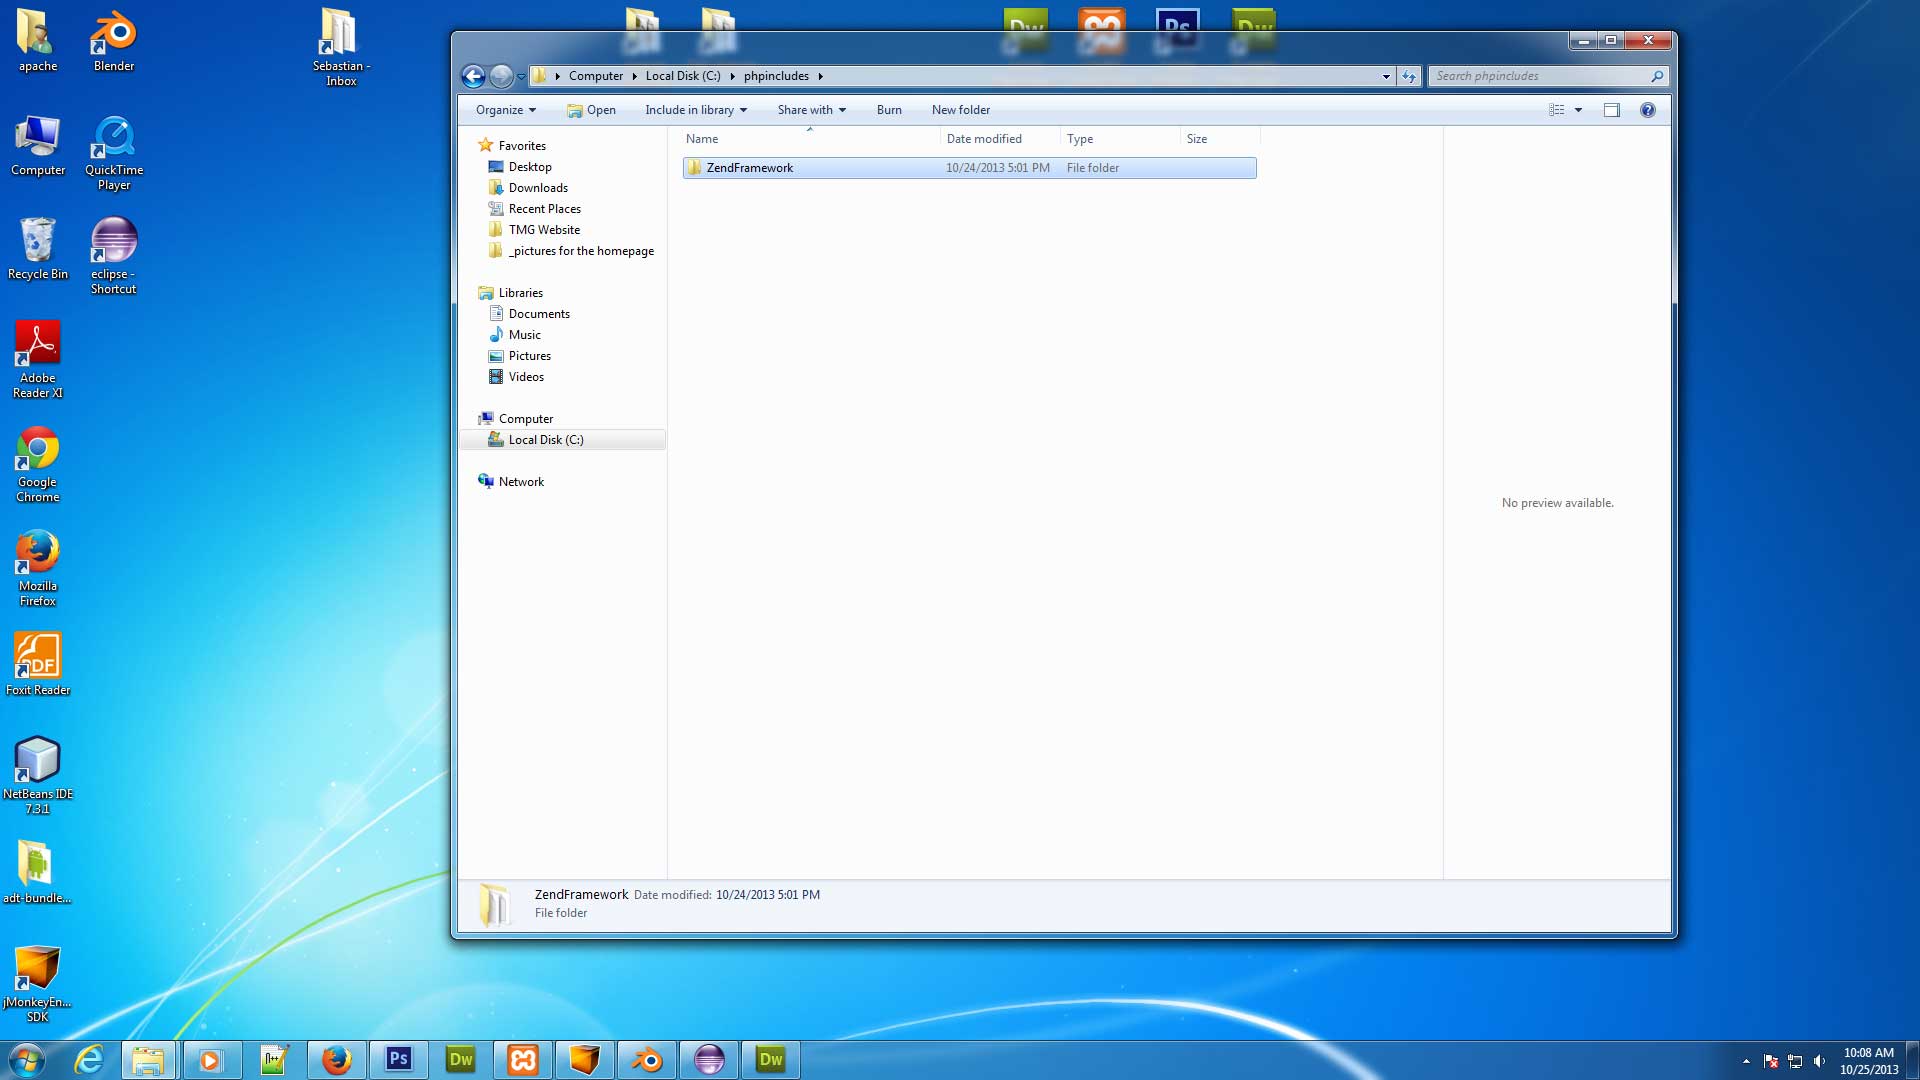 apache
Blender
Sebastian -
Inbox
Dw
Ps
Dw
Computer
QuickTime
Player
Recycle Bin
eclipse -
Shortcut
Adobe
Reader XI
Google
Chrome
Mozilla
Firefox
PDF
Foxit Reader
NetBeans IDE
7.3.1
adt-bundle...
jMonkeyEn...
SDK
Computer
Local Disk (C:)
phpincludes
Search phpincludes
Organize
Open
Include in library
Share with
Burn
New folder
Favorites
Desktop
Downloads
Recent Places
TMG Website
_pictures for the homepage
Libraries
Documents
Music
Pictures
Videos
Computer
Local Disk (C:)
Network
Name Date modified Type Size
ZendFramework 10/24/2013 5:01 PM File folder
No preview available.
ZendFramework Date modified: 10/24/2013 5:01 PM
File folder
Ps
Dw
Dw
10:08 AM
10/25/2013